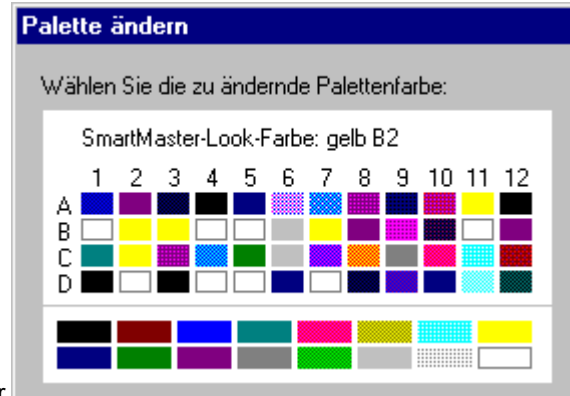 Palette ändern
Wählen Sie die zu ändernde Palettenfarbe:
SmartMaster-Look-Farbe: gelb B2
1 2 3 4 5 6 7 8 9 10 11 12
A
B
C
D
r